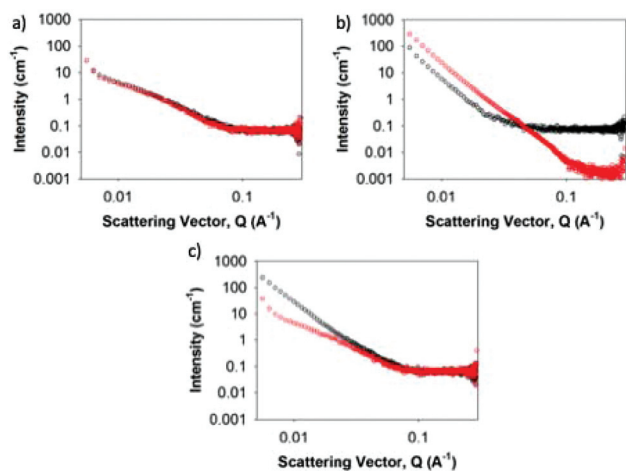 a)
1000
100
10
1
0.1
0.01
0.001
Intensity (cm-1)
0.01 0.1
Scattering Vector, Q (A-1)
b)
1000
100
10
1
0.1
0.01
0.001
Intensity (cm-1)
0.01 0.1
Scattering Vector, Q (A-1)
c)
1000
100
10
1
0.1
0.01
0.001
Intensity (cm-1)
0.01 0.1
Scattering Vector, Q (A-1)